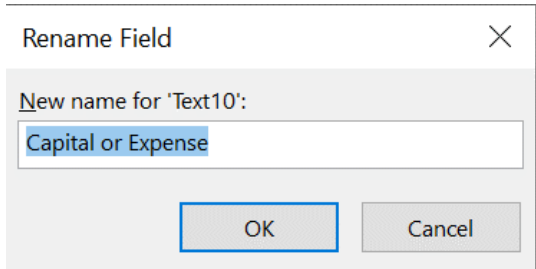 Rename Field
New name for 'Text10':
Capital or Expense
OK Cancel